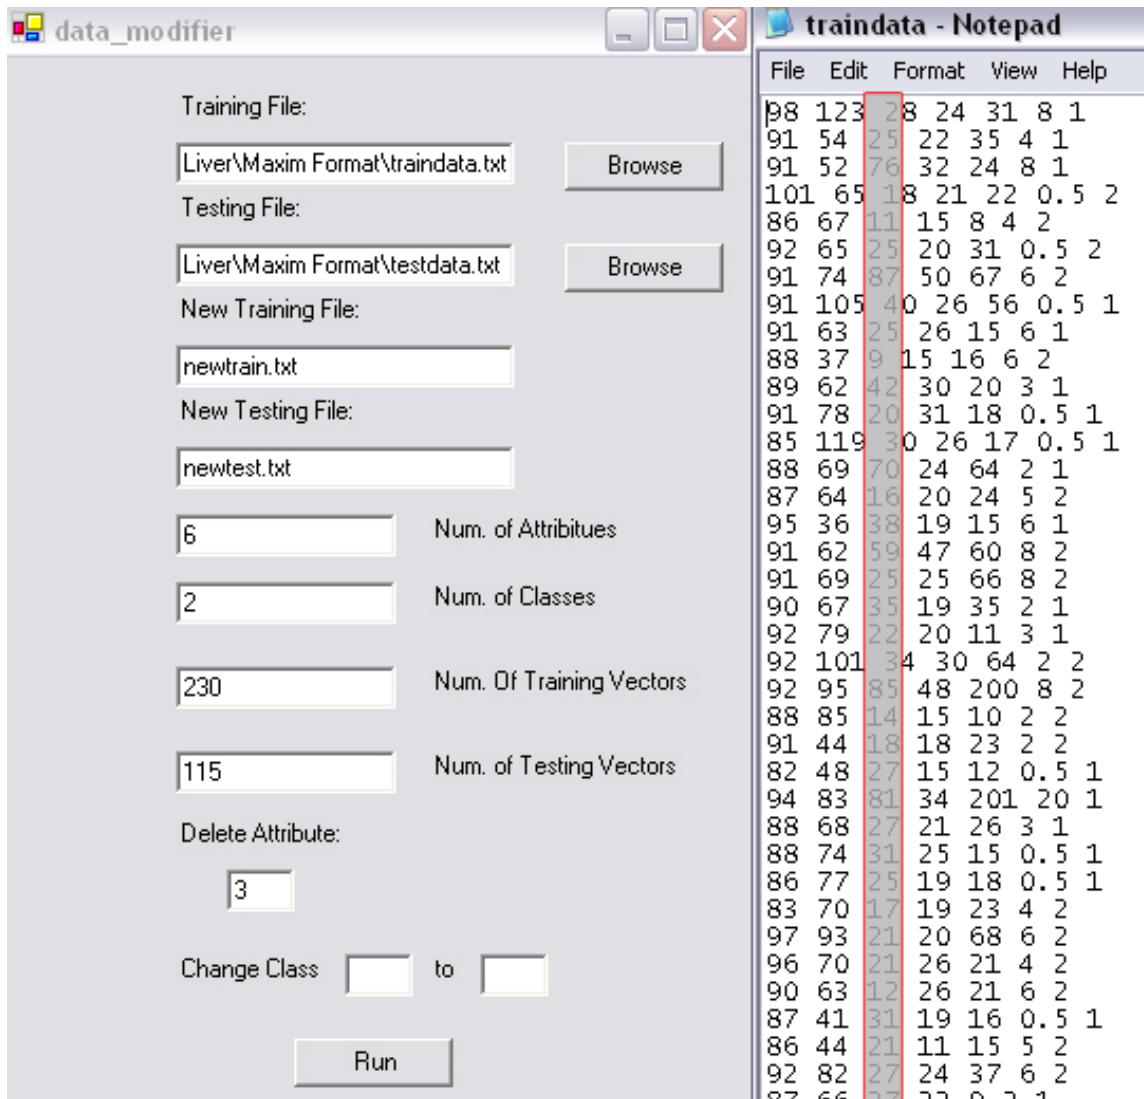 data_modifier
Training File:
Liver\Maxim Format\traindata.txt
Browse
Testing File:
Liver\Maxim Format\testdata.txt
Browse
New Training File:
newtrain.txt
New Testing File:
newtest.txt
6 Num. of Attribitues
2 Num. of Classes
230 Num. Of Training Vectors
115 Num. of Testing Vectors
Delete Attribute:
3
Change Class to
Run
traindata - Notepad
File Edit Format View Help
98 123 28 24 31 8 1
91 54 25 22 35 4 1
91 52 76 32 24 8 1
101 65 18 21 22 0.5 2
86 67 11 15 8 4 2
92 65 25 20 31 0.5 2
91 74 87 50 67 6 2
91 105 40 26 56 0.5 1
91 63 25 26 15 6 1
88 37 9 15 16 6 2
89 62 42 30 20 3 1
91 78 20 31 18 0.5 1
85 119 30 26 17 0.5 1
88 69 70 24 64 2 1
87 64 16 20 24 5 2
95 36 38 19 15 6 1
91 62 59 47 60 8 2
91 69 25 25 66 8 2
90 67 35 19 35 2 1
92 79 22 20 11 3 1
92 101 34 30 64 2 2
92 95 85 48 200 8 2
88 85 14 15 10 2 2
91 44 18 18 23 2 2
82 48 27 15 12 0.5 1
94 83 81 34 201 20 1
88 68 27 21 26 3 1
88 74 31 25 15 0.5 1
86 77 25 19 18 0.5 1
83 70 17 19 23 4 2
97 93 21 20 68 6 2
96 70 21 26 21 4 2
90 63 12 26 21 6 2
87 41 31 19 16 0.5 1
86 44 21 11 15 5 2
92 82 27 24 37 6 2